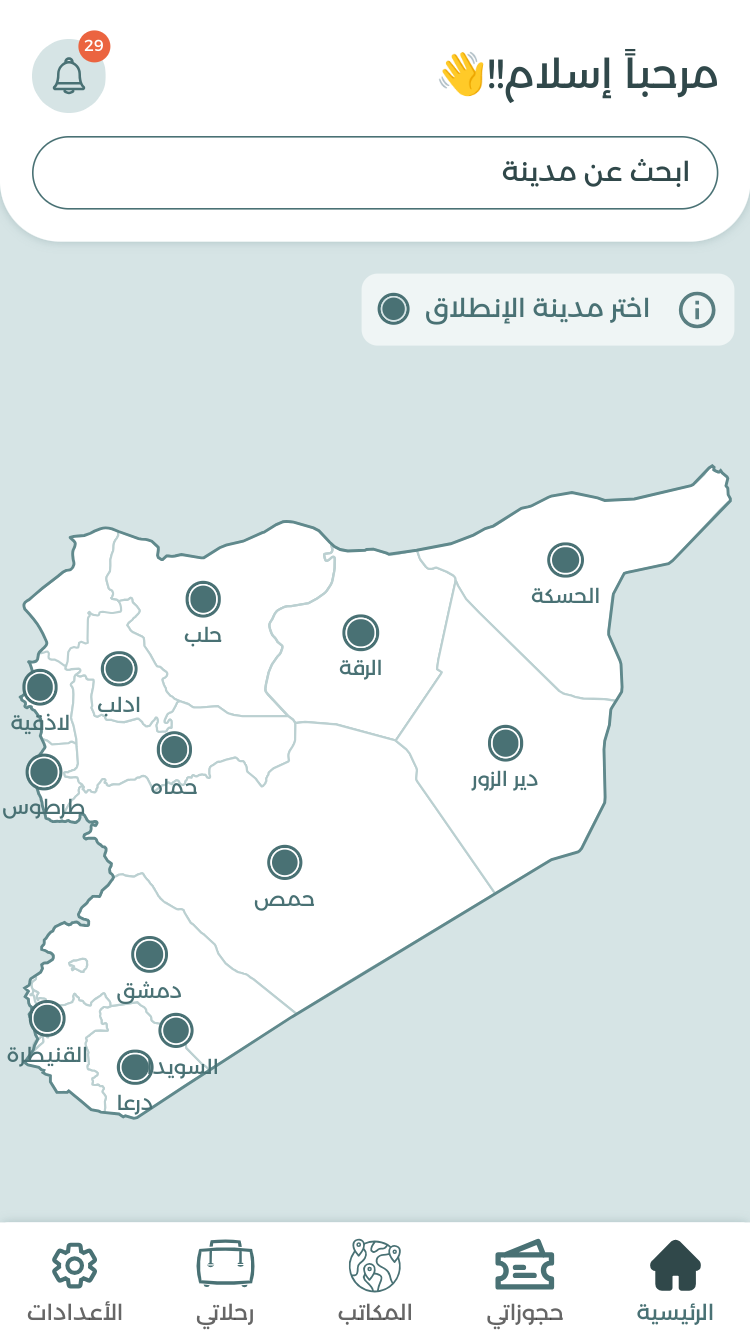 مرحباً إسلام!!👋
29
ابحث عن مدينة
اختر مدينة الإنطلاق
الحسكة
حلب
الرقة
ادلب
لاذقية
دير الزور
حماه
طرطوس
حمص
دمشق
القنيطرة
السويد
درعا
الرئيسية
حجوزاتي
المكاتب
رحلاتي
الأعدادات